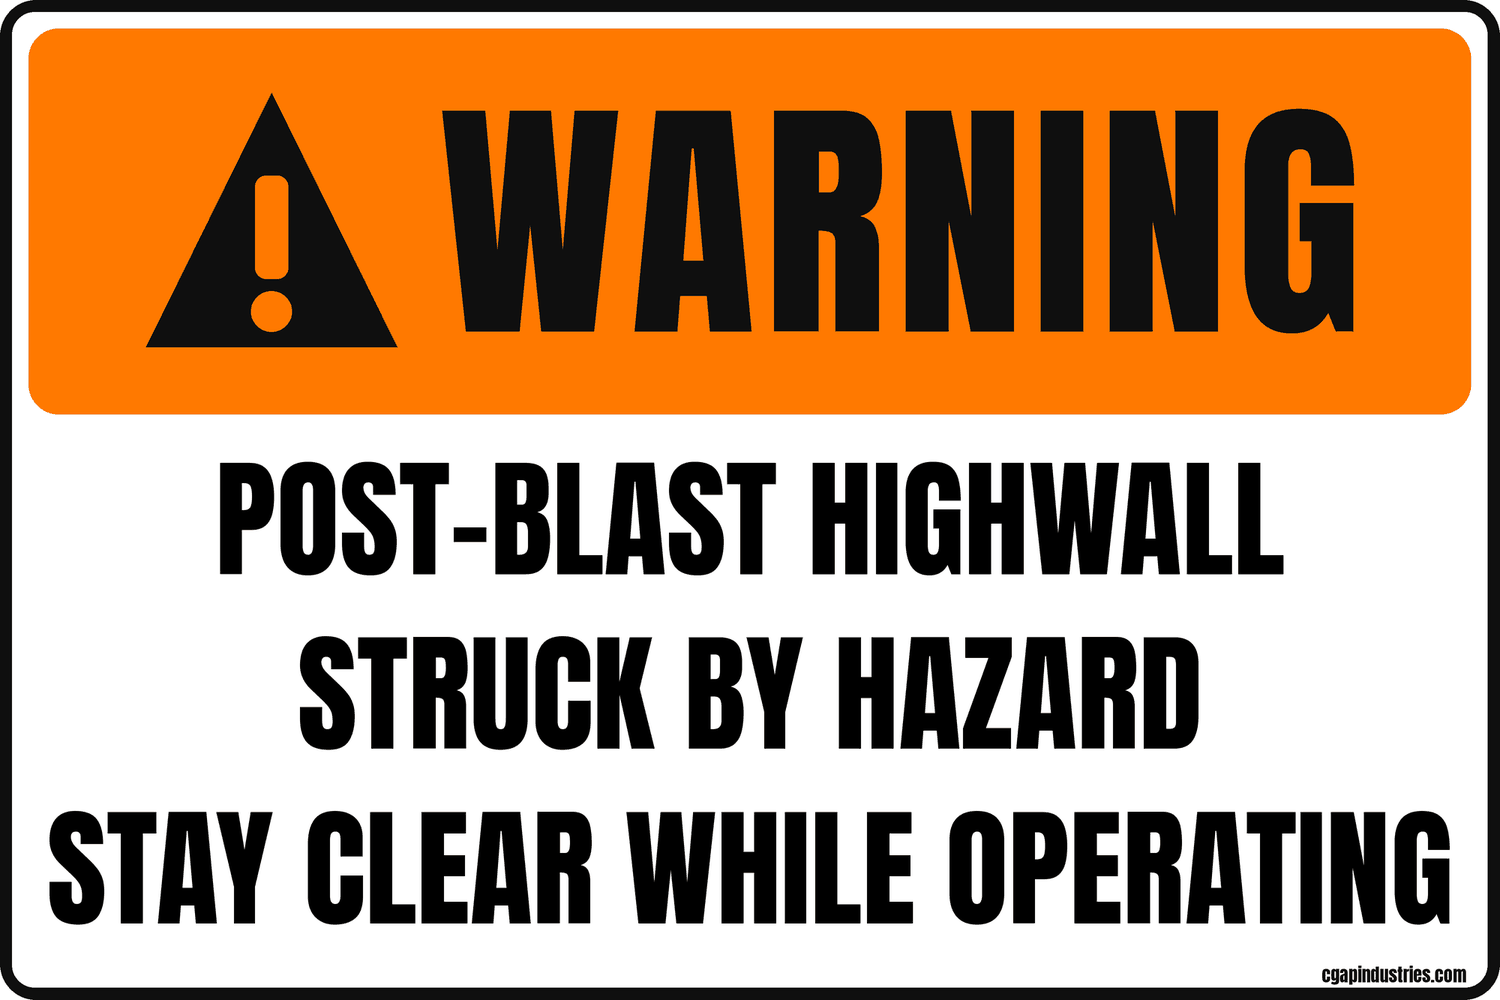 WARNING
POST-BLAST HIGHWALL
STRUCK BY HAZARD
STAY CLEAR WHILE OPERATING
cgapindustries.com